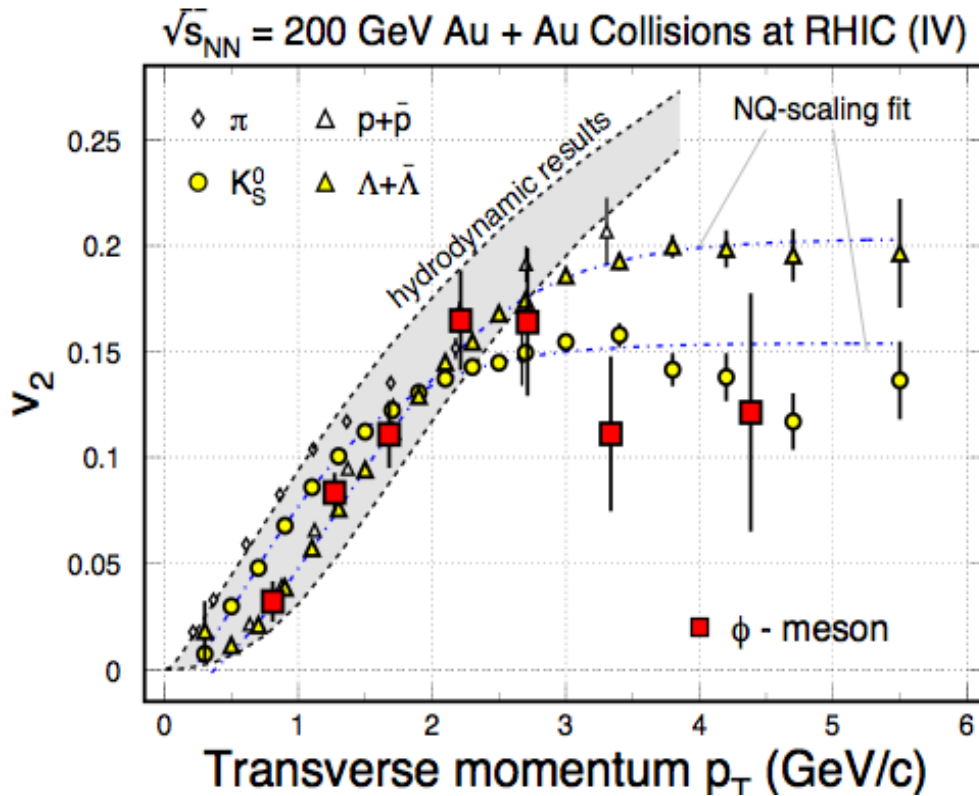 √s̄NN = 200 GeV Au + Au Collisions at RHIC (IV)
π
p+p̄
K⁰S
Λ+Λ̄
hydrodynamic results
NQ-scaling fit
ϕ - meson
v₂
0.25
0.2
0.15
0.1
0.05
0
0 1 2 3 4 5 6
Transverse momentum pT (GeV/c)